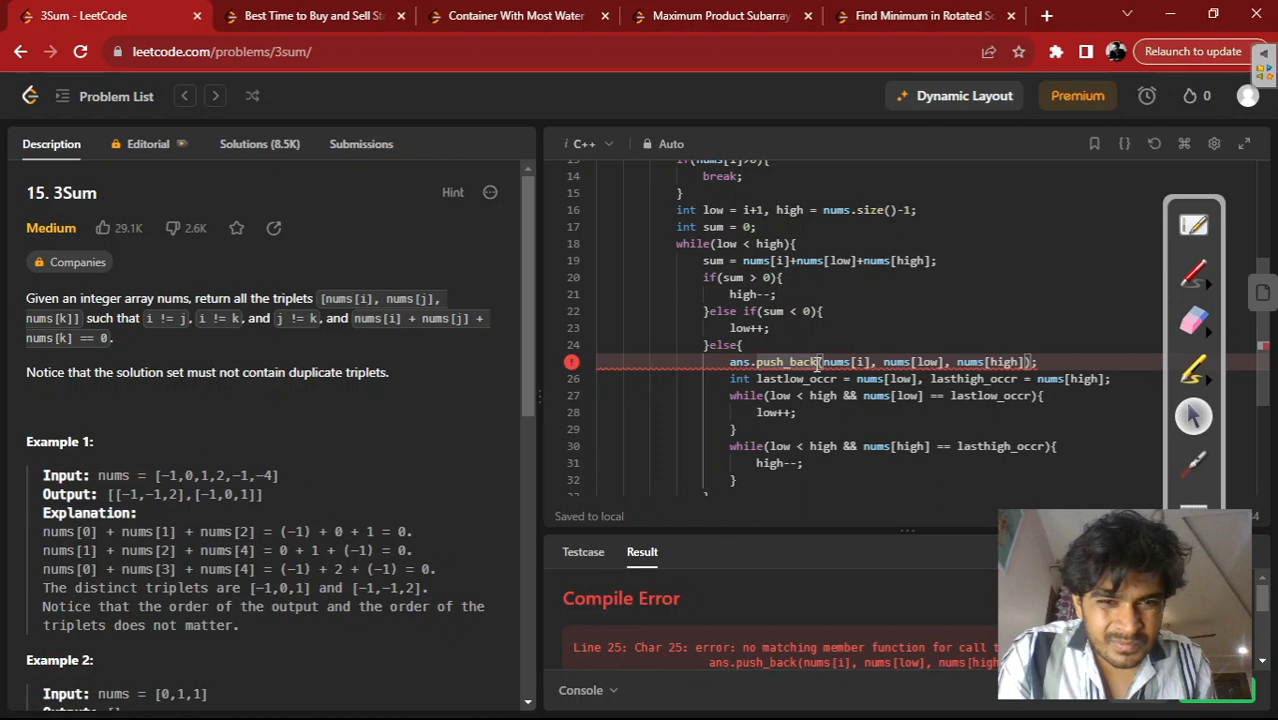 3Sum - LeetCode
Best Time to Buy and Sell St
Container With Most Water
Maximum Product Subarray
Find Minimum in Rotated So
leetcode.com/problems/3sum/
Relaunch to update
Problem List
Dynamic Layout
Premium
0
Description
Editorial
Solutions (8.5K)
Submissions
i C++
Auto
15. 3Sum
Hint
Medium
29.1K
2.6K
Companies
Given an integer array nums, return all the triplets [nums[i], nums[j],
nums[k]] such that i != j, i != k, and j != k, and nums[i] + nums[j] +
nums[k] == 0.
Notice that the solution set must not contain duplicate triplets.
Example 1:
Input: nums = [-1,0,1,2,-1,-4]
Output: [[-1,-1,2],[-1,0,1]]
Explanation:
nums[0] + nums[1] + nums[2] = (-1) + 0 + 1 = 0.
nums[1] + nums[2] + nums[4] = 0 + 1 + (-1) = 0.
nums[0] + nums[3] + nums[4] = (-1) + 2 + (-1) = 0.
The distinct triplets are [-1,0,1] and [-1,-1,2].
Notice that the order of the output and the order of the
triplets does not matter.
Example 2:
Input: nums = [0,1,1]
13 if(nums[i]>0){
14 break;
15 }
16 int low = i+1, high = nums.size()-1;
17 int sum = 0;
18 while(low < high){
19 sum = nums[i]+nums[low]+nums[high];
20 if(sum > 0){
21 high--;
22 }else if(sum < 0){
23 low++;
24 }else{
ans.push_back(nums[i], nums[low], nums[high]);
26 int lastlow_occr = nums[low], lasthigh_occr = nums[high];
27 while(low < high && nums[low] == lastlow_occr){
28 low++;
29 }
30 while(low < high && nums[high] == lasthigh_occr){
31 high--;
32 }
Saved to local
Testcase
Result
Compile Error
Line 25: Char 25: error: no matching member function for call t
ans.push_back(nums[i], nums[low], nums[high
Console